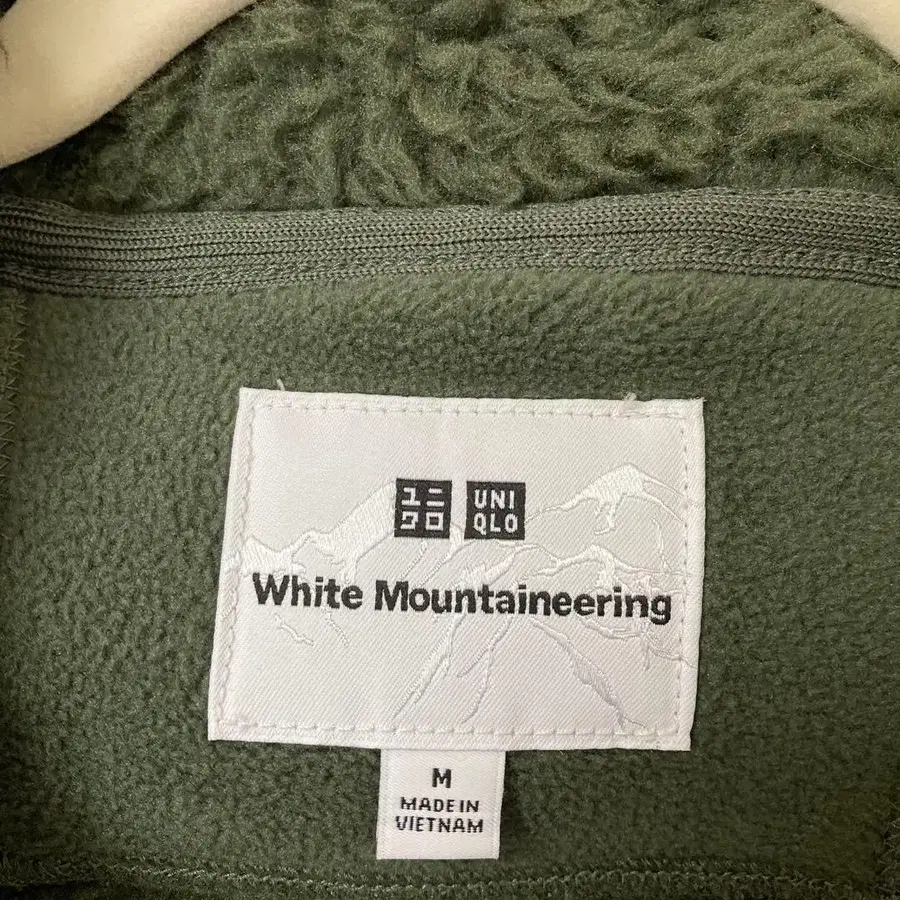 ユニ UNI
クロ QLO
White Mountaineering
M
MADE IN
VIETNAM